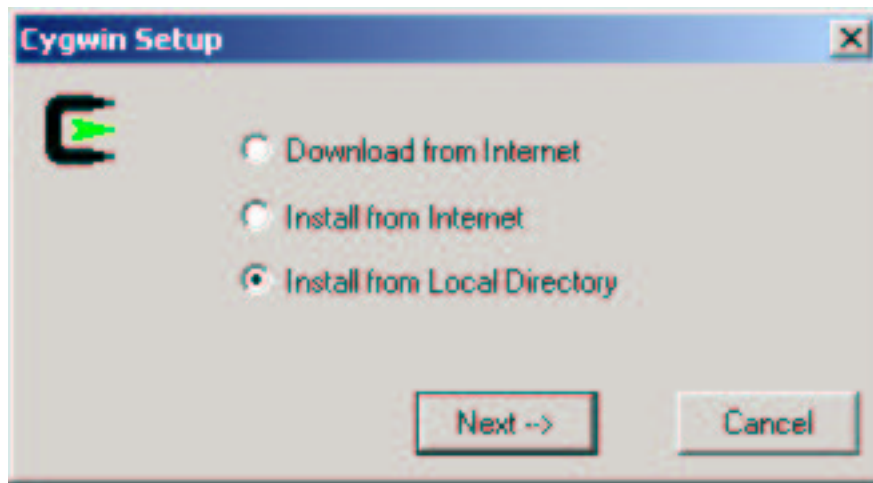 Cygwin Setup
Download from Internet
Install from Internet
Install from Local Directory
Next --> Cancel